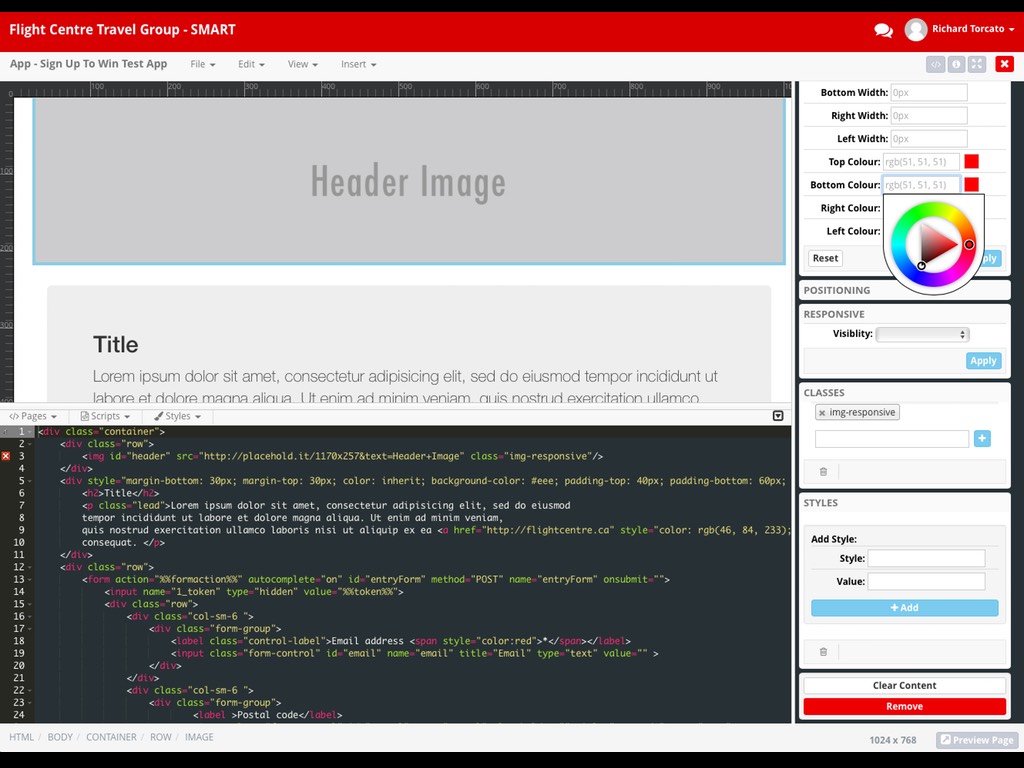 Flight Centre Travel Group - SMART
Richard Torcato
App - Sign Up To Win Test App File Edit View Insert
0 100 200 300 400 500 600 700 800 900
100
200
300
Header Image
Title
Lorem ipsum dolor sit amet, consectetur adipisicing elit, sed do eiusmod tempor incididunt ut
labore et dolore magna aliqua. Ut enim ad minim veniam, quis nostrud exercitation ullamco
Bottom Width: 0px
Right Width: 0px
Left Width: 0px
Top Colour: rgb(51, 51, 51)
Bottom Colour: rgb(51, 51, 51)
Right Colour:
Left Colour:
Reset
POSITIONING
RESPONSIVE
Visiblity:
Apply
CLASSES
× img-responsive
+
STYLES
Add Style:
Style:
Value:
+ Add
Clear Content
Remove
</> Pages Scripts Styles
1 <div class="container">
2 <div class="row">
3 <img id="header" src="http://placehold.it/1170x257&text=Header+Image" class="img-responsive"/>
4 </div>
5 <div style="margin-bottom: 30px; margin-top: 30px; color: inherit; background-color: #eee; padding-top: 40px; padding-bottom: 60px;
6 <h2>Title</h2>
7 <p class="lead">Lorem ipsum dolor sit amet, consectetur adipisicing elit, sed do eiusmod
8 tempor incididunt ut labore et dolore magna aliqua. Ut enim ad minim veniam,
9 quis nostrud exercitation ullamco laboris nisi ut aliquip ex ea <a href="http://flightcentre.ca" style="color: rgb(46, 84, 233);
10 consequat. </p>
11 </div>
12 <div class="row">
13 <form action="%%formaction%%" autocomplete="on" id="entryForm" method="POST" name="entryForm" onsubmit="">
14 <input name="1_token" type="hidden" value="%%token%%">
15 <div class="row">
16 <div class="col-sm-6 ">
17 <div class="form-group">
18 <label class="control-label">Email address <span style="color:red">*</span></label>
19 <input class="form-control" id="email" name="email" title="Email" type="text" value="" >
20 </div>
21 </div>
22 <div class="col-sm-6 ">
23 <div class="form-group">
24 <label >Postal code</label>
HTML / BODY / CONTAINER / ROW / IMAGE
1024 x 768
Preview Page